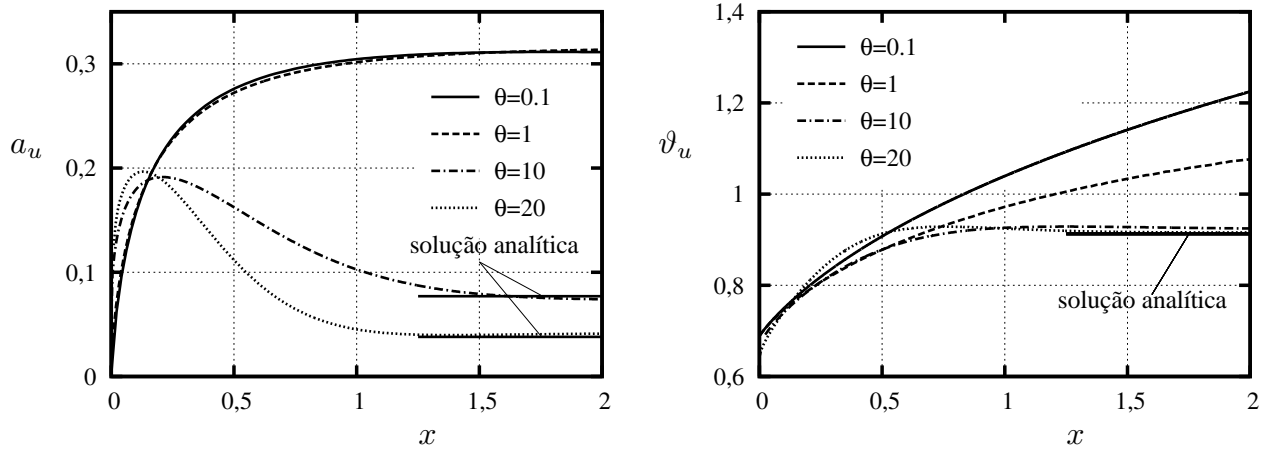 0,3
0,2
0,1
0
a_u
θ=0.1
θ=1
θ=10
θ=20
solução analítica
0
0,5
1
1,5
2
x
1,4
1,2
1
0,8
0,6
ϑ_u
θ=0.1
θ=1
θ=10
θ=20
solução analítica
0
0,5
1
1,5
2
x